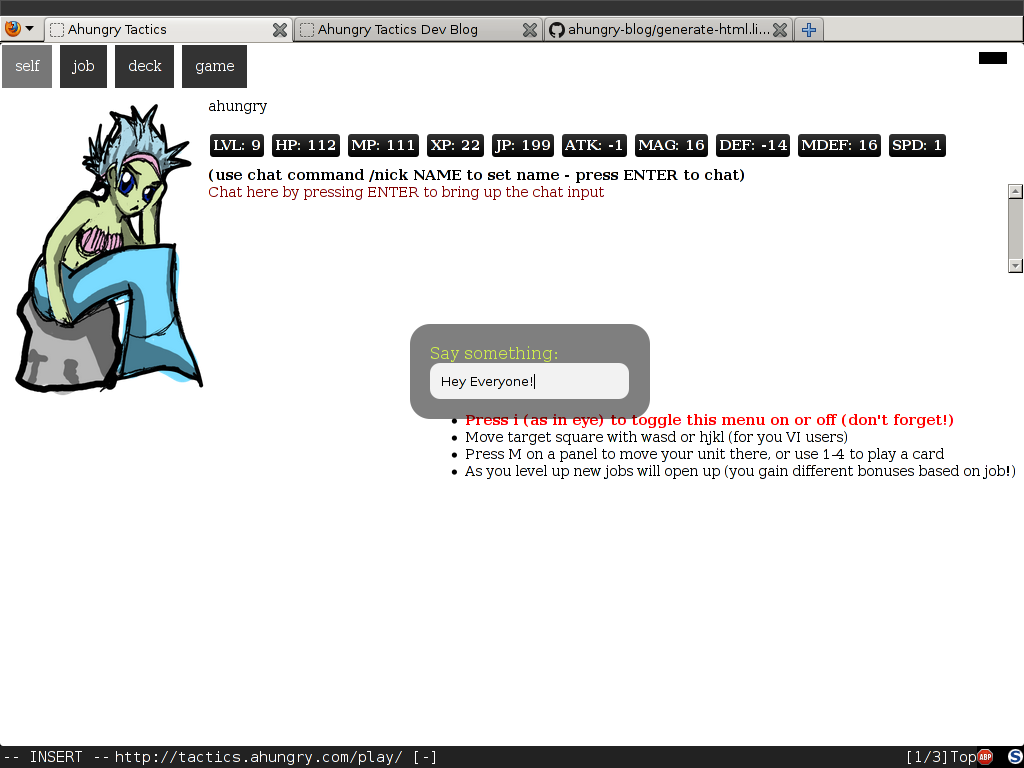 Ahungry Tactics
Ahungry Tactics Dev Blog
ahungry-blog/generate-html.li...
self
job
deck
game
ahungry
LVL: 9
HP: 112
MP: 111
XP: 22
JP: 199
ATK: -1
MAG: 16
DEF: -14
MDEF: 16
SPD: 1
(use chat command /nick NAME to set name - press ENTER to chat)
Chat here by pressing ENTER to bring up the chat input
Say something:
Hey Everyone!
Press i (as in eye) to toggle this menu on or off (don't forget!)
Move target square with wasd or hjkl (for you VI users)
Press M on a panel to move your unit there, or use 1-4 to play a card
As you level up new jobs will open up (you gain different bonuses based on job!)
-- INSERT -- http://tactics.ahungry.com/play/ [-]
[1/3]Top
ABP
S